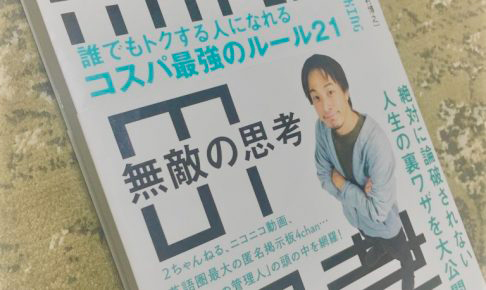 誰でもトクする人になれる
コスパ最強のルール21
無敵の思考
絶対に論破されない
人生の裏ワザを大公開
2ちゃんねる、ニコニコ動画、
英語圏最大の匿名掲示板4chan…
の管理人」の頭の中を網羅!